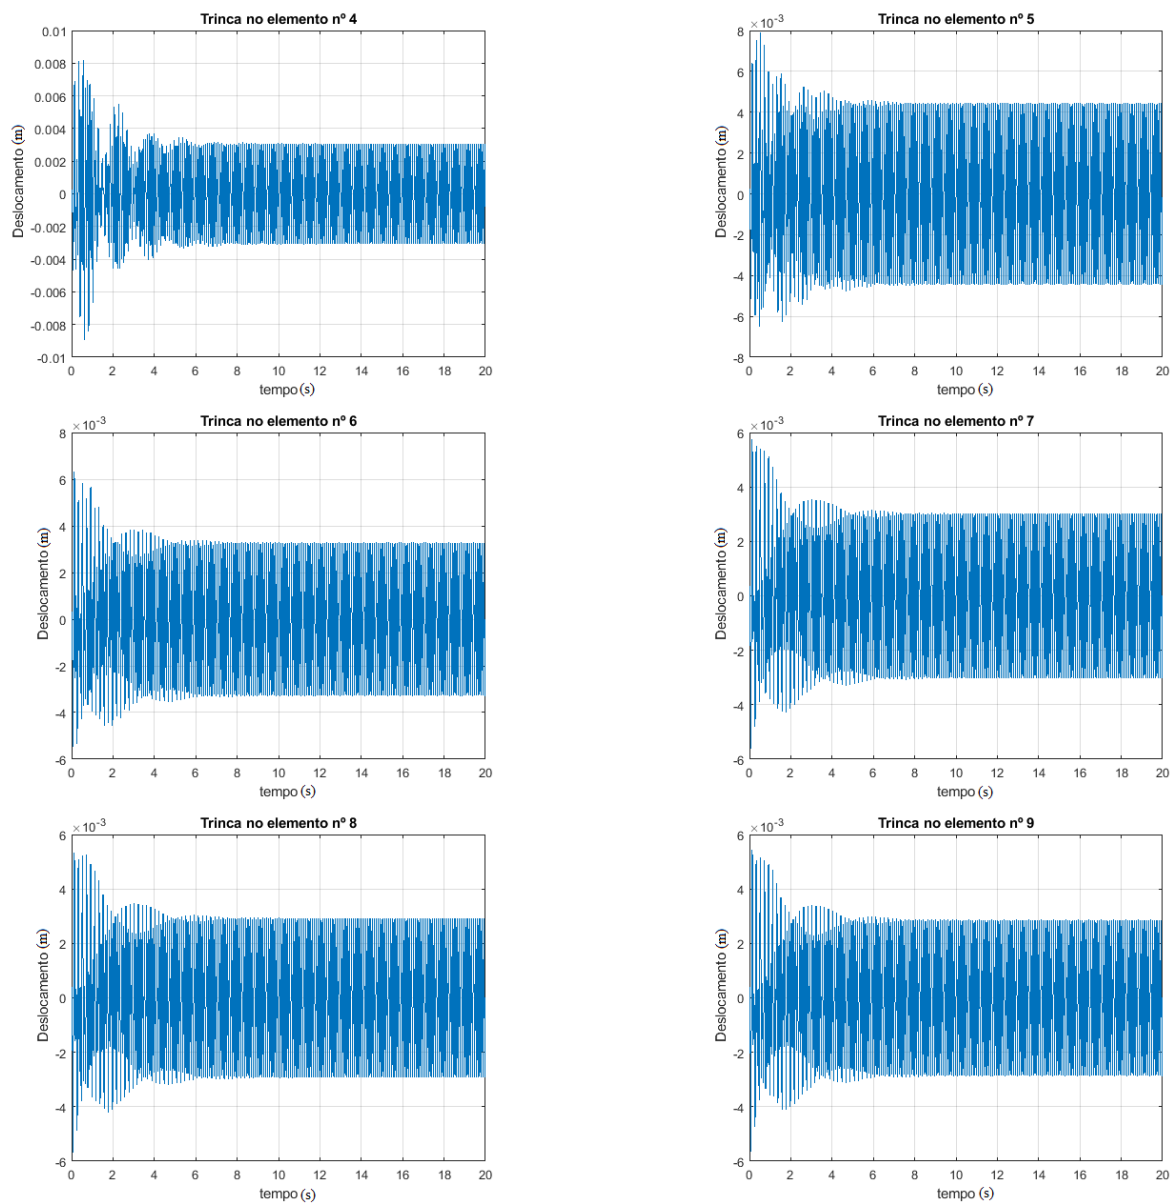 Trinca no elemento nº 4
0.01
0.008
0.006
0.004
0.002
0
-0.002
-0.004
-0.006
-0.008
-0.01
Deslocamento (m)
0 2 4 6 8 10 12 14 16 18 20
tempo (s)
Trinca no elemento nº 5
×10⁻³
8
6
4
2
0
-2
-4
-6
-8
Deslocamento (m)
0 2 4 6 8 10 12 14 16 18 20
tempo (s)
Trinca no elemento nº 6
×10⁻³
8
6
4
2
0
-2
-4
-6
Deslocamento (m)
0 2 4 6 8 10 12 14 16 18 20
tempo (s)
Trinca no elemento nº 7
×10⁻³
6
4
2
0
-2
-4
-6
Deslocamento (m)
0 2 4 6 8 10 12 14 16 18 20
tempo (s)
Trinca no elemento nº 8
×10⁻³
6
4
2
0
-2
-4
-6
Deslocamento (m)
0 2 4 6 8 10 12 14 16 18 20
tempo (s)
Trinca no elemento nº 9
×10⁻³
6
4
2
0
-2
-4
-6
Deslocamento (m)
0 2 4 6 8 10 12 14 16 18 20
tempo (s)